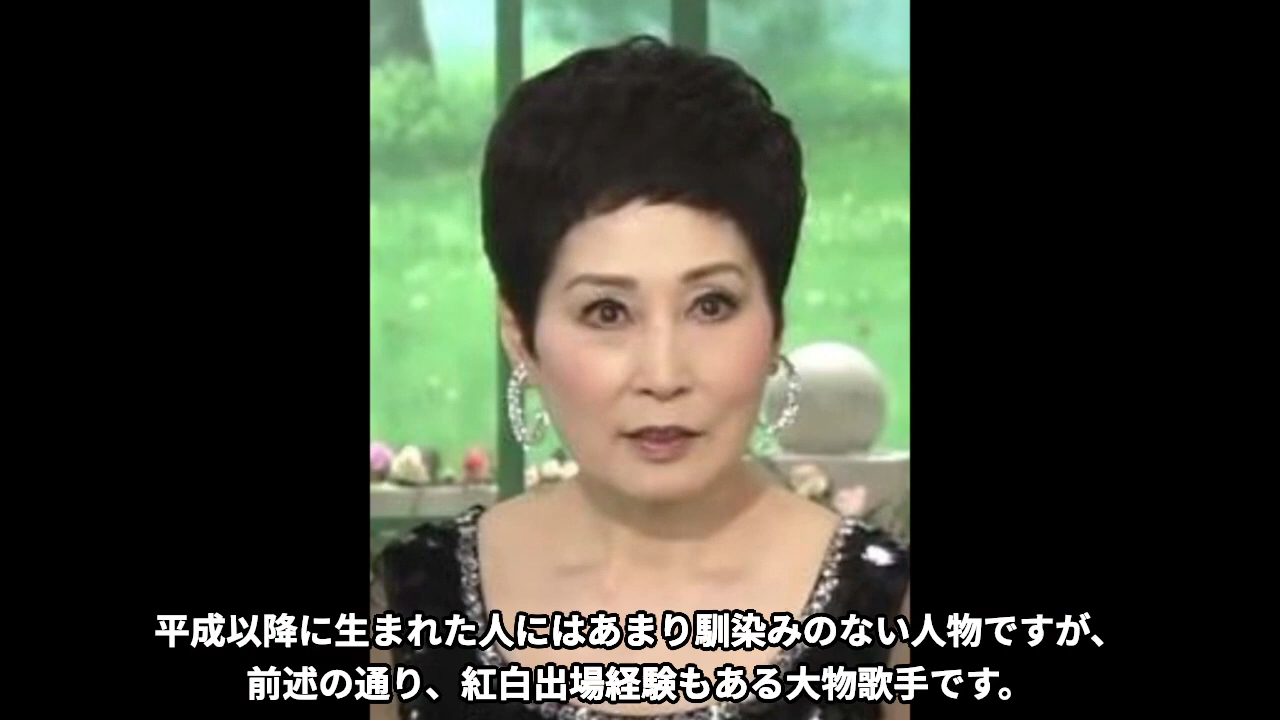 平成以降に生まれた人にはあまり馴染みのない人物ですが、
前述の通り、紅白出場経験もある大物歌手です。